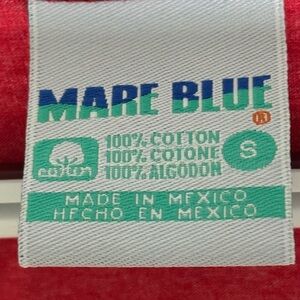 MARE BLUE
®
100% COTTON
100% COTONE
100% ALGODON
S
cotton
MADE IN MEXICO
HECHO EN MEXICO